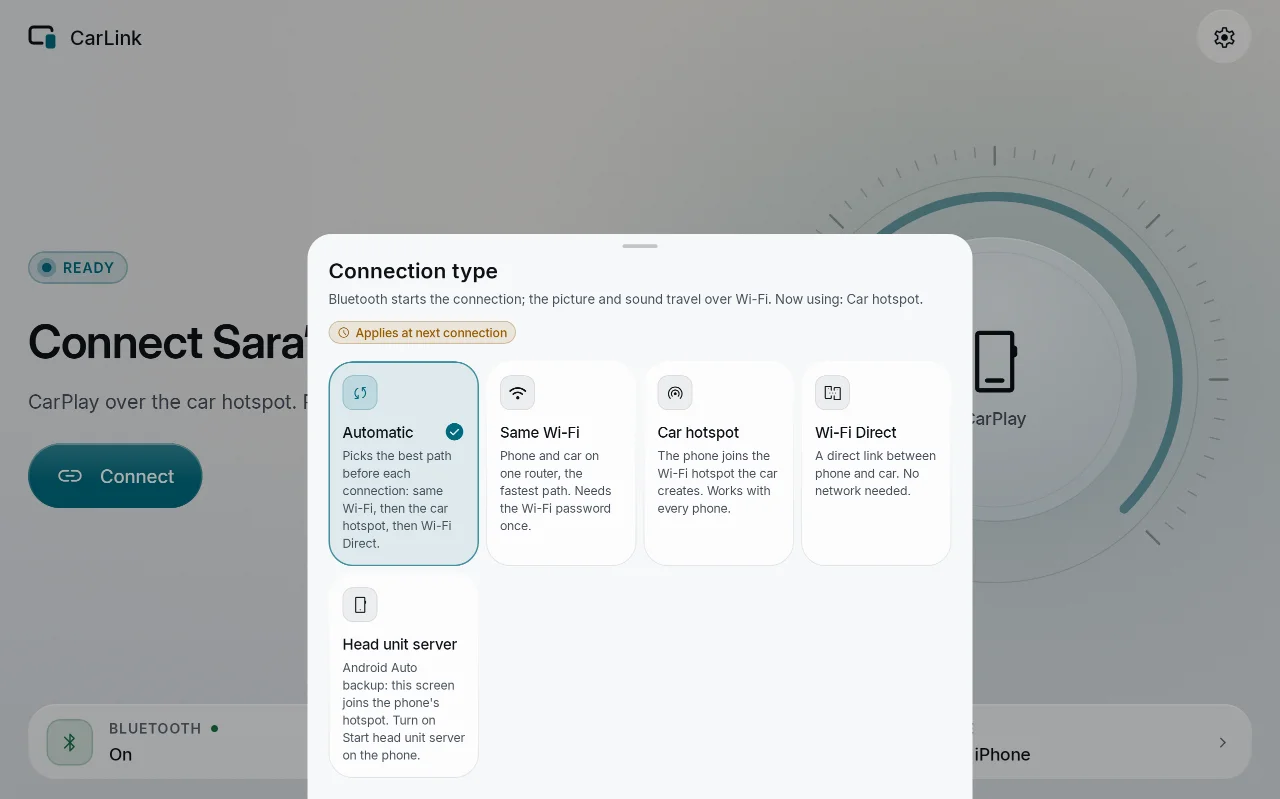 CarLink
READY
Connect Sara'
CarPlay over the car hotspot.
Connect
CarPlay
BLUETOOTH
On
iPhone
Connection type
Bluetooth starts the connection; the picture and sound travel over Wi-Fi. Now using: Car hotspot.
Applies at next connection
Automatic
Picks the best path
before each
connection: same
Wi-Fi, then the car
hotspot, then Wi-Fi
Direct.
Same Wi-Fi
Phone and car on
one router, the
fastest path. Needs
the Wi-Fi password
once.
Car hotspot
The phone joins the
Wi-Fi hotspot the car
creates. Works with
every phone.
Wi-Fi Direct
A direct link between
phone and car. No
network needed.
Head unit server
Android Auto
backup: this screen
joins the phone's
hotspot. Turn on
Start head unit server
on the phone.